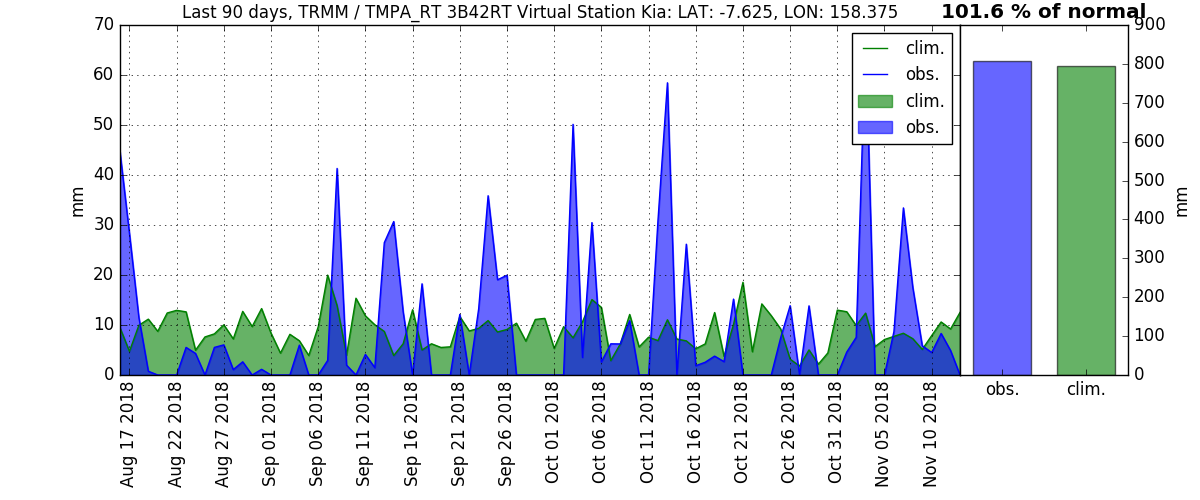 Last 90 days, TRMM / TMPA_RT 3B42RT Virtual Station Kia: LAT: -7.625, LON: 158.375
101.6 % of normal
70
60
50
40
30
20
10
0
mm
clim.
obs.
clim.
obs.
900
800
700
600
500
400
300
200
100
0
mm
obs.
clim.
Aug 17 2018
Aug 22 2018
Aug 27 2018
Sep 01 2018
Sep 06 2018
Sep 11 2018
Sep 16 2018
Sep 21 2018
Sep 26 2018
Oct 01 2018
Oct 06 2018
Oct 11 2018
Oct 16 2018
Oct 21 2018
Oct 26 2018
Oct 31 2018
Nov 05 2018
Nov 10 2018